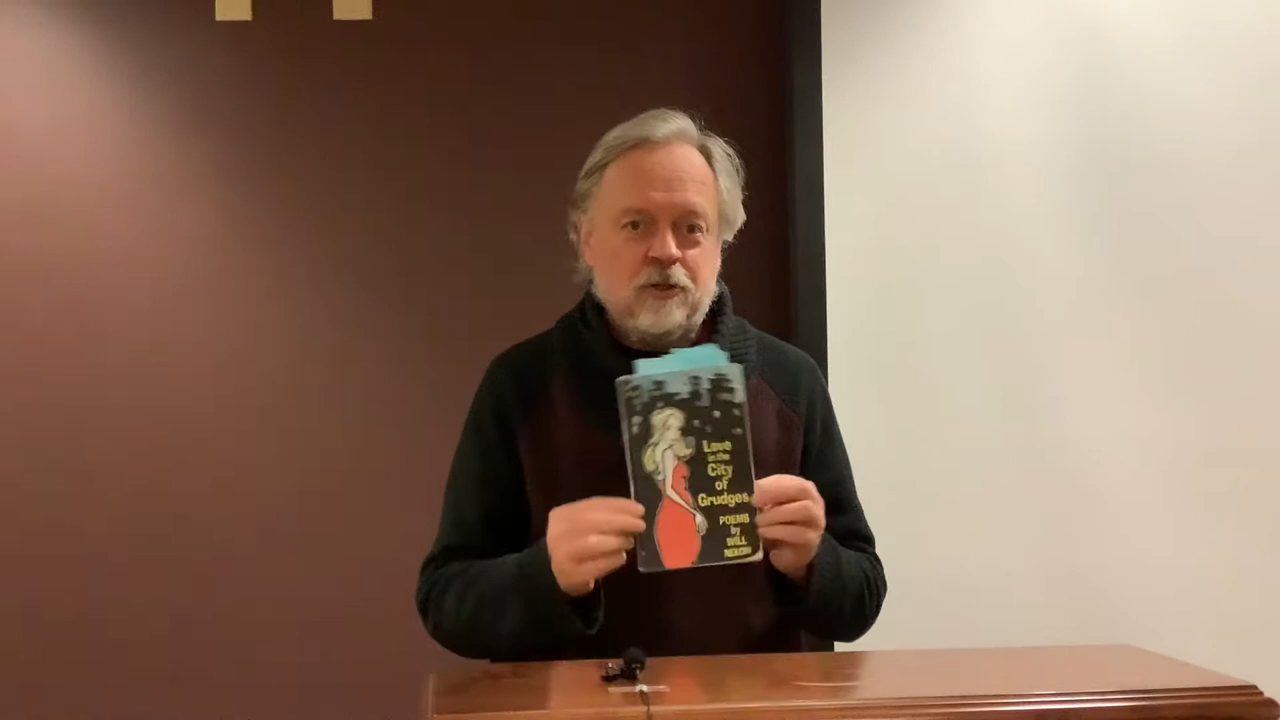 Love
in the
City
of
Grudges
POEMS
by
WILL
NIXON